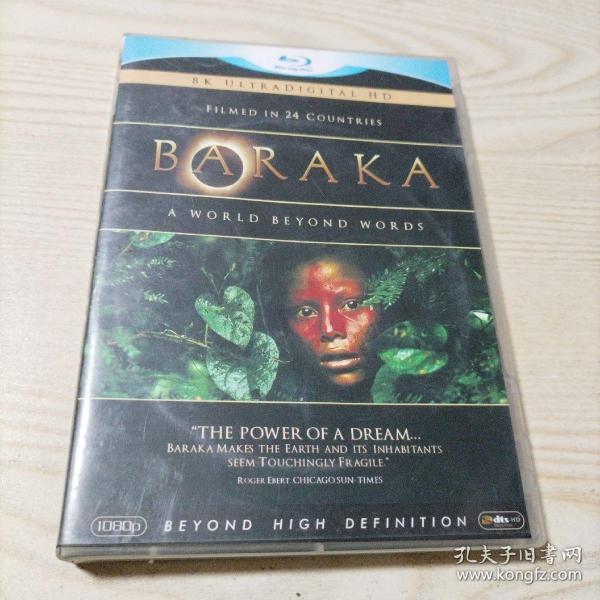 8K ULTRADIGITAL HD
FILMED IN 24 COUNTRIES
BARAKA
A WORLD BEYOND WORDS
"THE POWER OF A DREAM...
BARAKA MAKES THE EARTH AND ITS INHABITANTS
SEEM TOUCHINGLY FRAGILE."
ROGER EBERT, CHICAGO SUN-TIMES
1080p BEYOND HIGH DEFINITION dts HD
孔夫子旧书网
www.kongfz.com